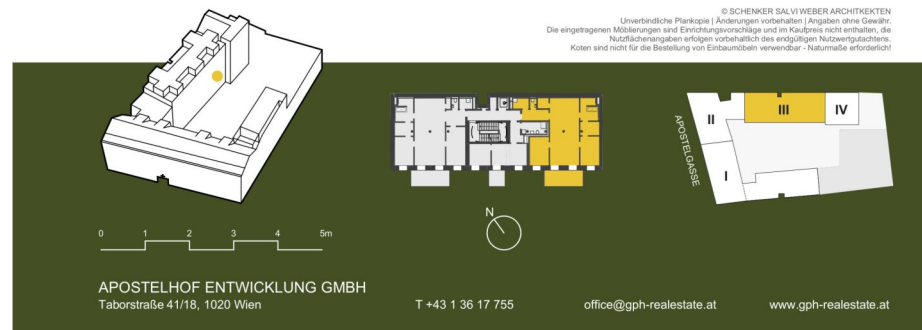 © SCHENKER SALVI WEBER ARCHITKEKTEN
Unverbindliche Plankopie | Änderungen vorbehalten | Angaben ohne Gewähr.
Die eingetragenen Möblierungen sind Einrichtungsvorschläge und im Kaufpreis nicht enthalten, die
Nutzflächenangaben erfolgen vorbehaltlich des endgültigen Nutzwertgutachtens.
Koten sind nicht für die Bestellung von Einbaumöbeln verwendbar - Naturmaße erforderlich!
II
III
IV
APOSTELGASSE
I
N
0 1 2 3 4 5m
APOSTELHOF ENTWICKLUNG GMBH
Taborstraße 41/18, 1020 Wien
T +43 1 36 17 755
office@gph-realestate.at
www.gph-realestate.at